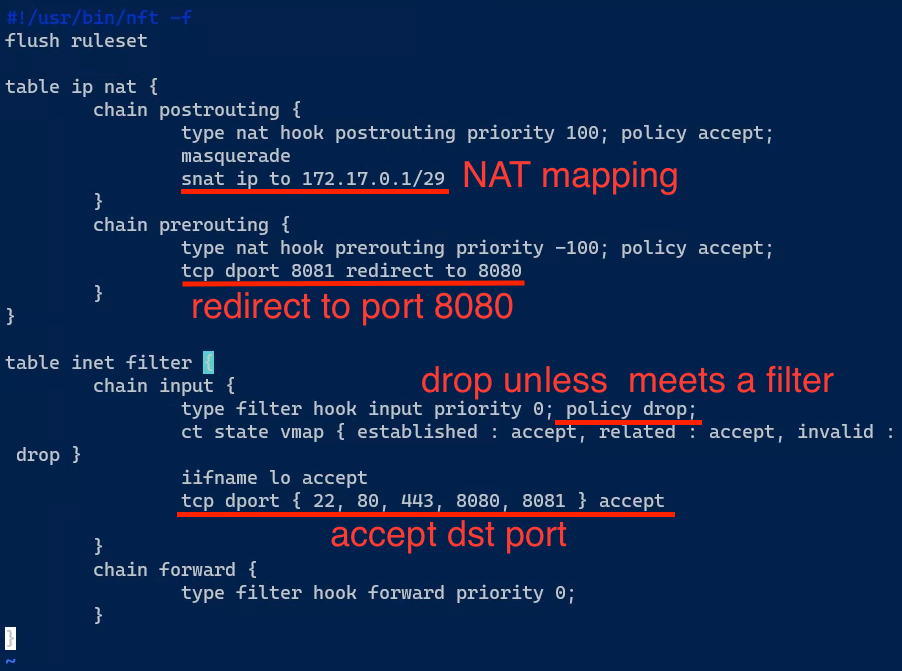 #!/usr/bin/nft -f
flush ruleset
table ip nat {
chain postrouting {
type nat hook postrouting priority 100; policy accept;
masquerade
snat ip to 172.17.0.1/29 NAT mapping
}
chain prerouting {
type nat hook prerouting priority -100; policy accept;
tcp dport 8081 redirect to 8080
}
redirect to port 8080
}
table inet filter {
chain input {
drop unless meets a filter
type filter hook input priority 0; policy drop;
ct state vmap { established : accept, related : accept, invalid :
drop }
iifname lo accept
tcp dport { 22, 80, 443, 8080, 8081 } accept
accept dst port
}
chain forward {
type filter hook forward priority 0;
}
}
~